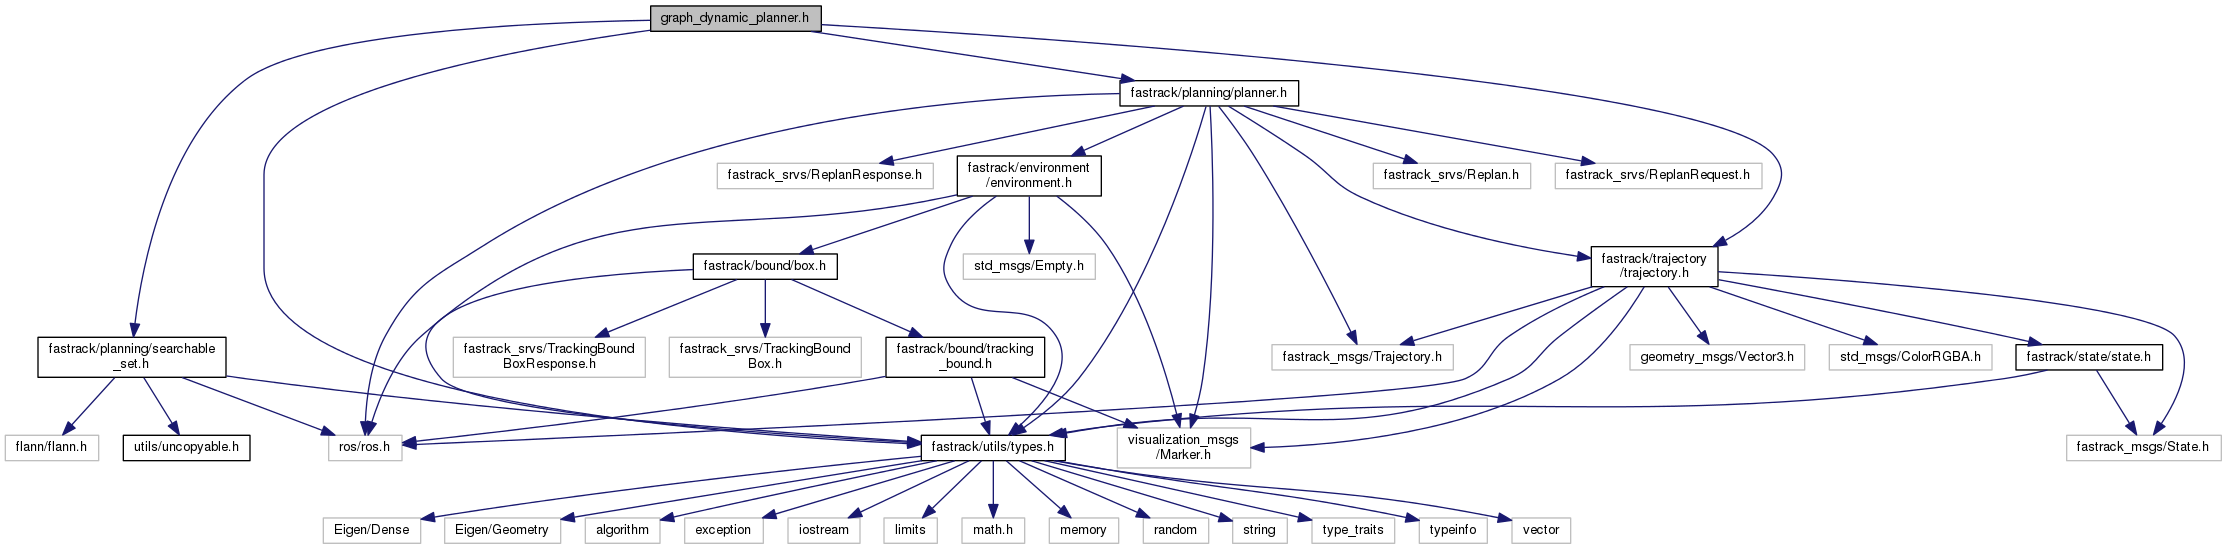 graph_dynamic_planner.h
fastrack/planning/planner.h
fastrack_srvs/ReplanResponse.h
fastrack/environment
/environment.h
fastrack_srvs/Replan.h
fastrack_srvs/ReplanRequest.h
fastrack/bound/box.h
std_msgs/Empty.h
fastrack/trajectory
/trajectory.h
fastrack/planning/searchable
_set.h
fastrack_srvs/TrackingBound
BoxResponse.h
fastrack_srvs/TrackingBound
Box.h
fastrack/bound/tracking
_bound.h
fastrack_msgs/Trajectory.h
geometry_msgs/Vector3.h
std_msgs/ColorRGBA.h
fastrack/state/state.h
flann/flann.h
utils/uncopyable.h
ros/ros.h
fastrack/utils/types.h
visualization_msgs
/Marker.h
fastrack_msgs/State.h
Eigen/Dense
Eigen/Geometry
algorithm
exception
iostream
limits
math.h
memory
random
string
type_traits
typeinfo
vector